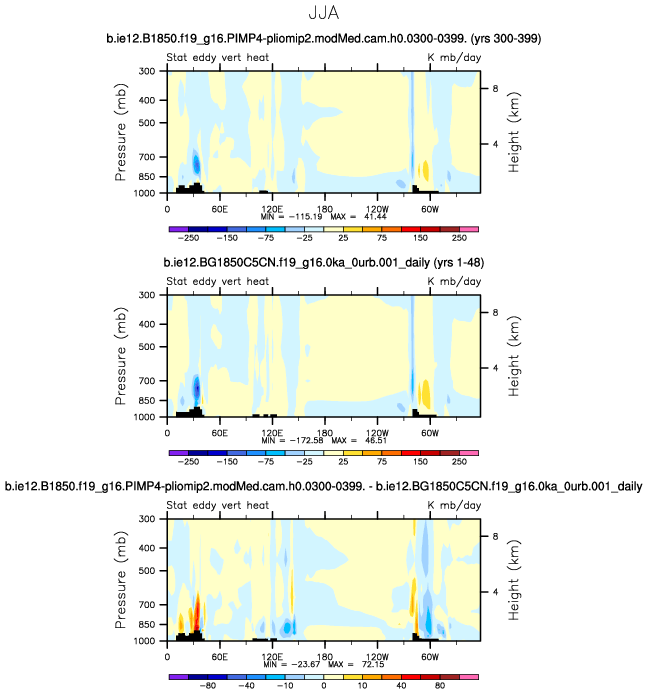 JJA
b.ie12.B1850.f19_g16.PIMP4-pliomip2.modMed.cam.h0.0300-0399. (yrs 300-399)
Stat eddy vert heat K mb/day
300
400
500
700
850
1000
Pressure (mb)
8
4
Height (km)
0 60E 120E 180 120W 60W
MIN = -115.19 MAX = 41.44
-250 -150 -75 -25 25 75 150 250
b.ie12.BG1850C5CN.f19_g16.0ka_0urb.001_daily (yrs 1-48)
Stat eddy vert heat K mb/day
300
400
500
700
850
1000
Pressure (mb)
8
4
Height (km)
0 60E 120E 180 120W 60W
MIN = -172.58 MAX = 46.51
-250 -150 -75 -25 25 75 150 250
b.ie12.B1850.f19_g16.PIMP4-pliomip2.modMed.cam.h0.0300-0399. - b.ie12.BG1850C5CN.f19_g16.0ka_0urb.001_daily
Stat eddy vert heat K mb/day
300
400
500
700
850
1000
Pressure (mb)
8
4
Height (km)
0 60E 120E 180 120W 60W
MIN = -23.67 MAX = 72.15
-80 -40 -10 0 10 40 80